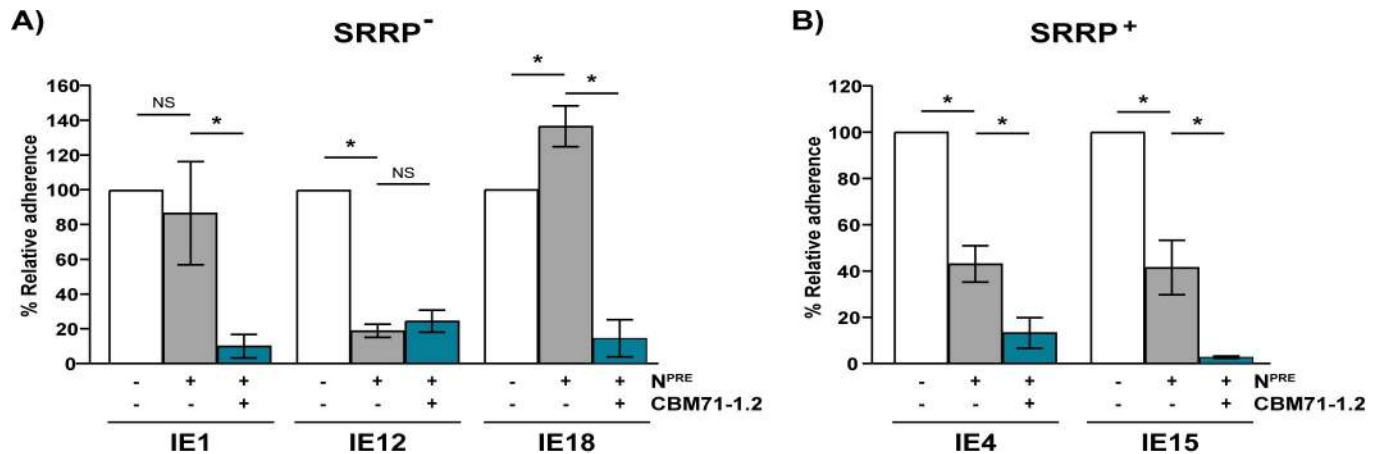 A)
SRRP⁻
% Relative adherence
160
140
120
100
80
60
40
20
0
NS
*
*
NS
*
*
- + + - + + - + + Nᴾᴿᴱ
- - + - - + - - + CBM71-1.2
IE1 IE12 IE18
B)
SRRP⁺
% Relative adherence
120
100
80
60
40
20
0
*
*
*
*
- + + - + + Nᴾᴿᴱ
- - + - - + CBM71-1.2
IE4 IE15